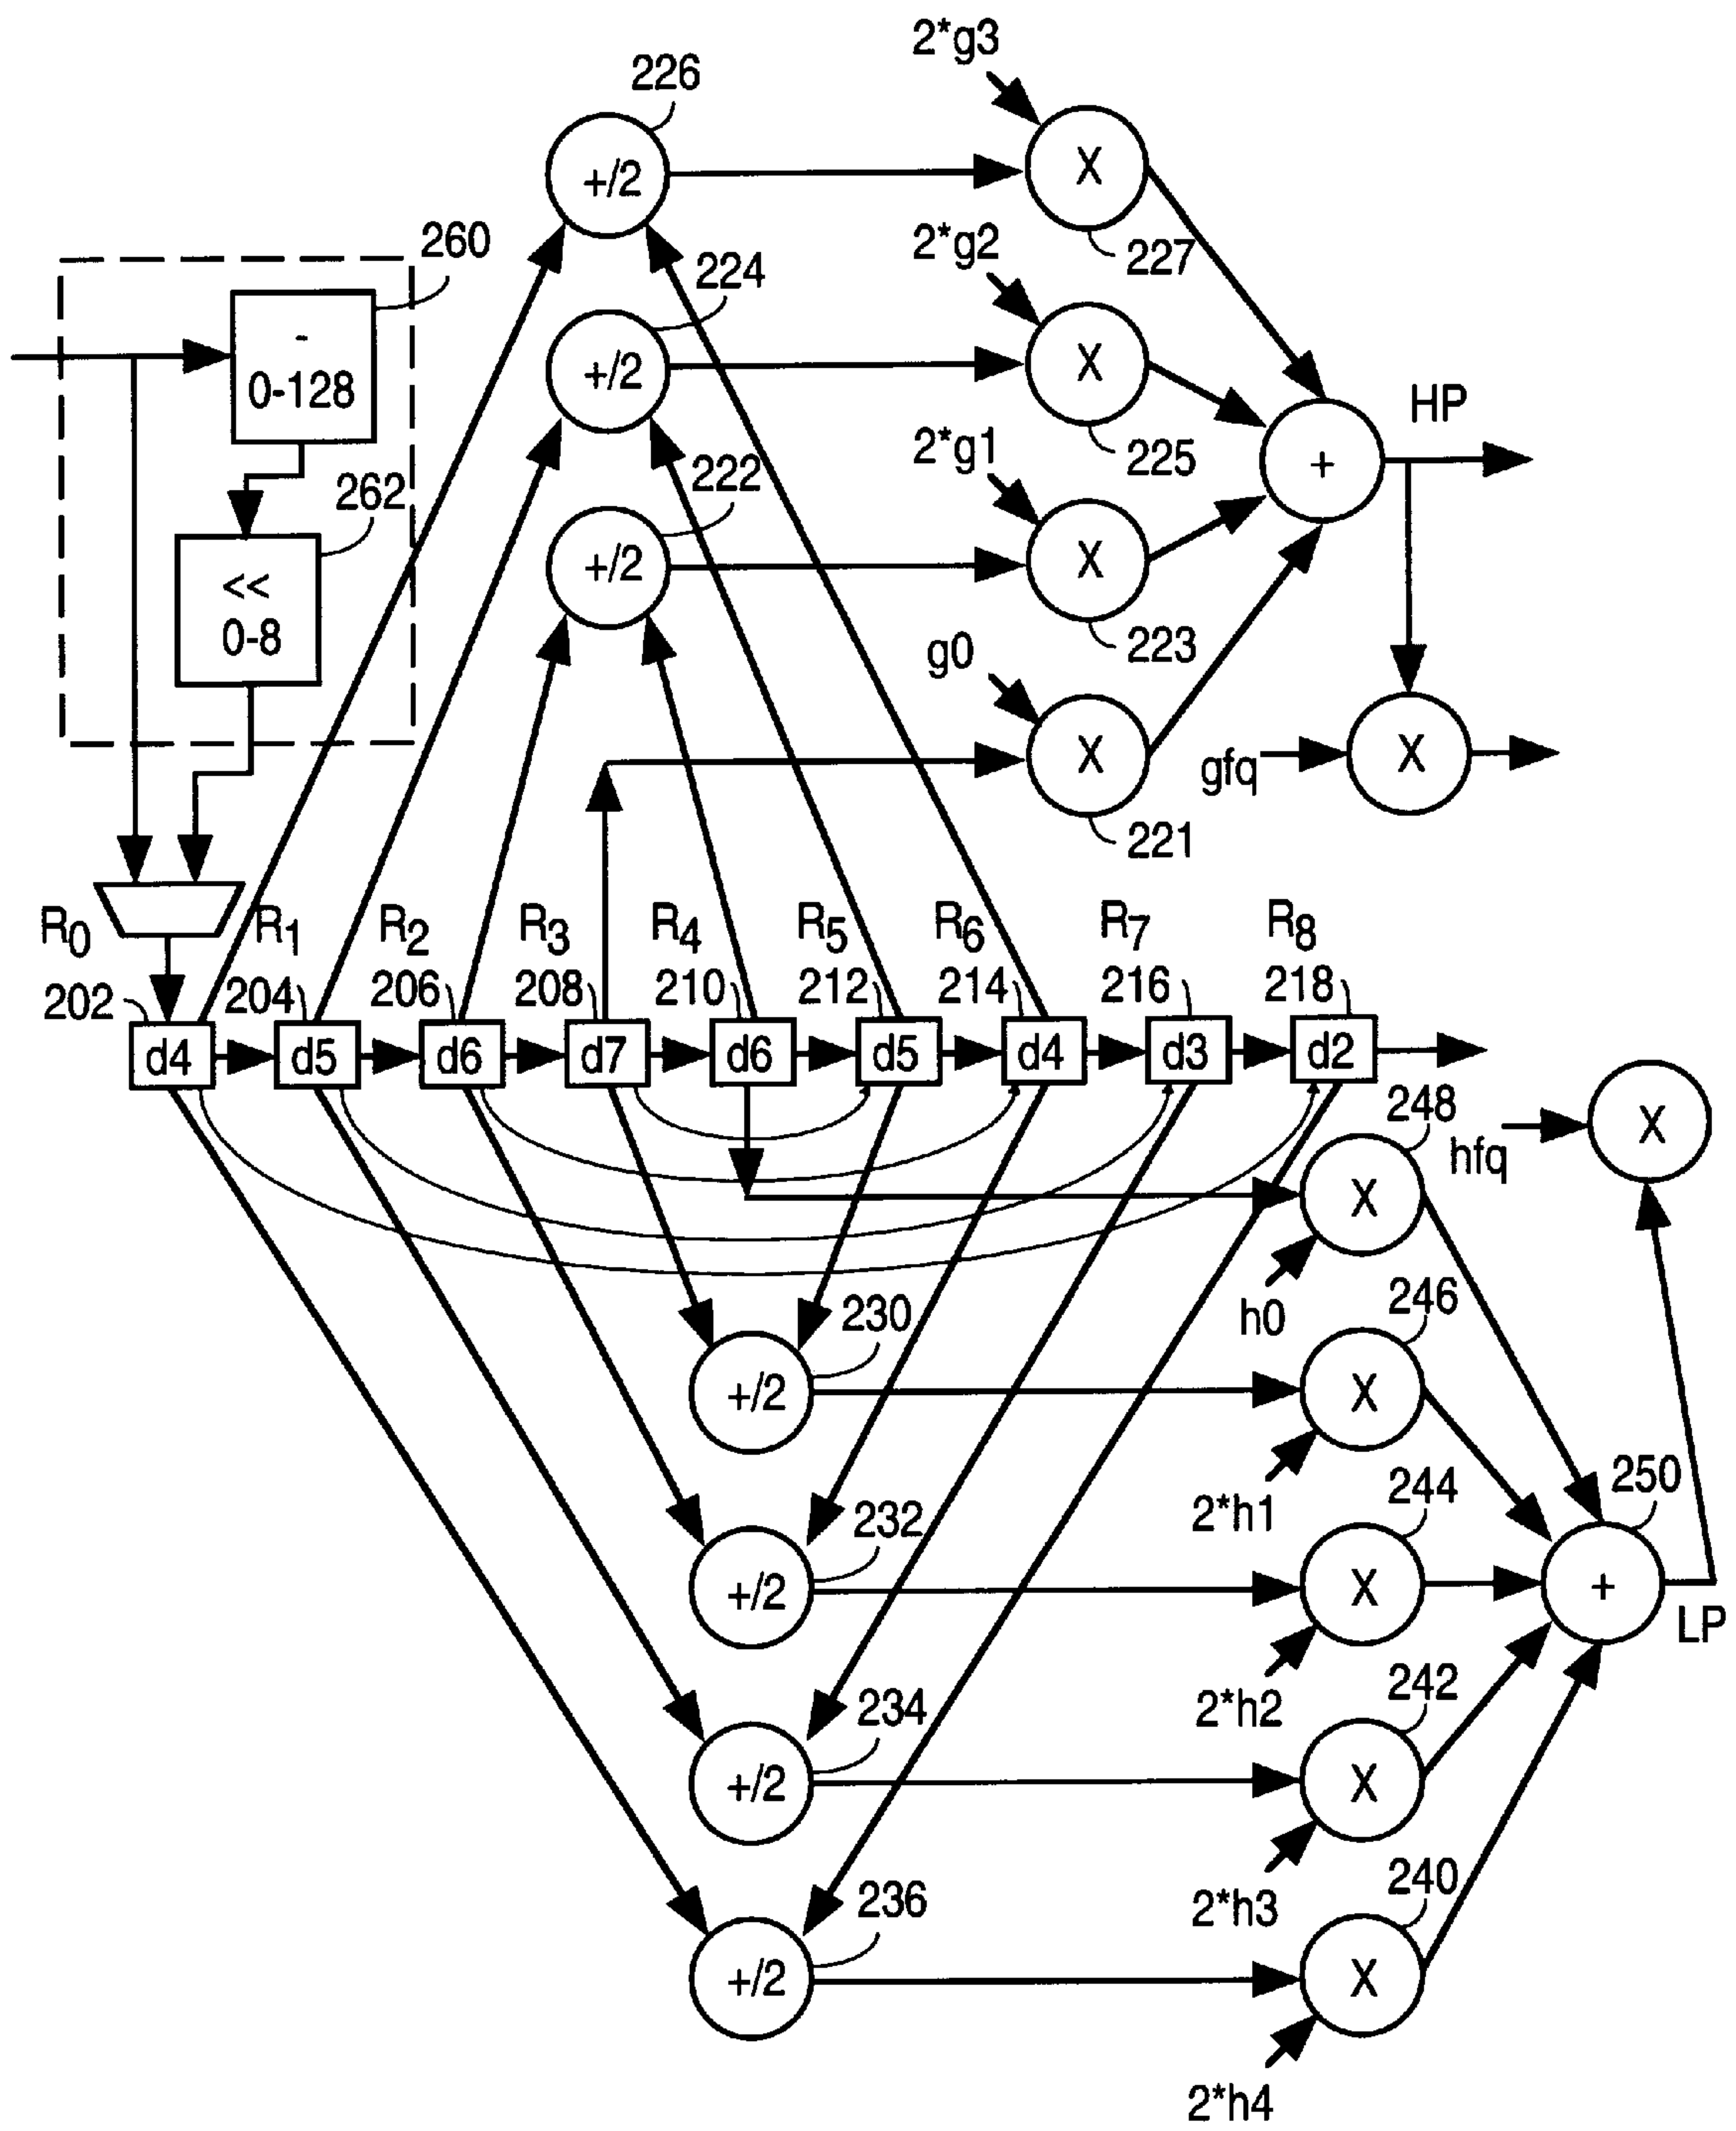 2*g3
226
+/2
X
227
260
2*g2
224
-
0-128
+/2
X
HP
225
2*g1
222
+
262
+/2
X
<<
0-8
223
g0
X
gfq
X
221
R0
R1
R2
R3
R4
R5
R6
R7
R8
202
204
206
208
210
212
214
216
218
d4
d5
d6
d7
d6
d5
d4
d3
d2
248
hfq
X
X
h0
246
230
+/2
X
2*h1
244
250
232
+/2
X
+
LP
2*h2
242
234
+/2
X
2*h3
240
236
+/2
X
2*h4